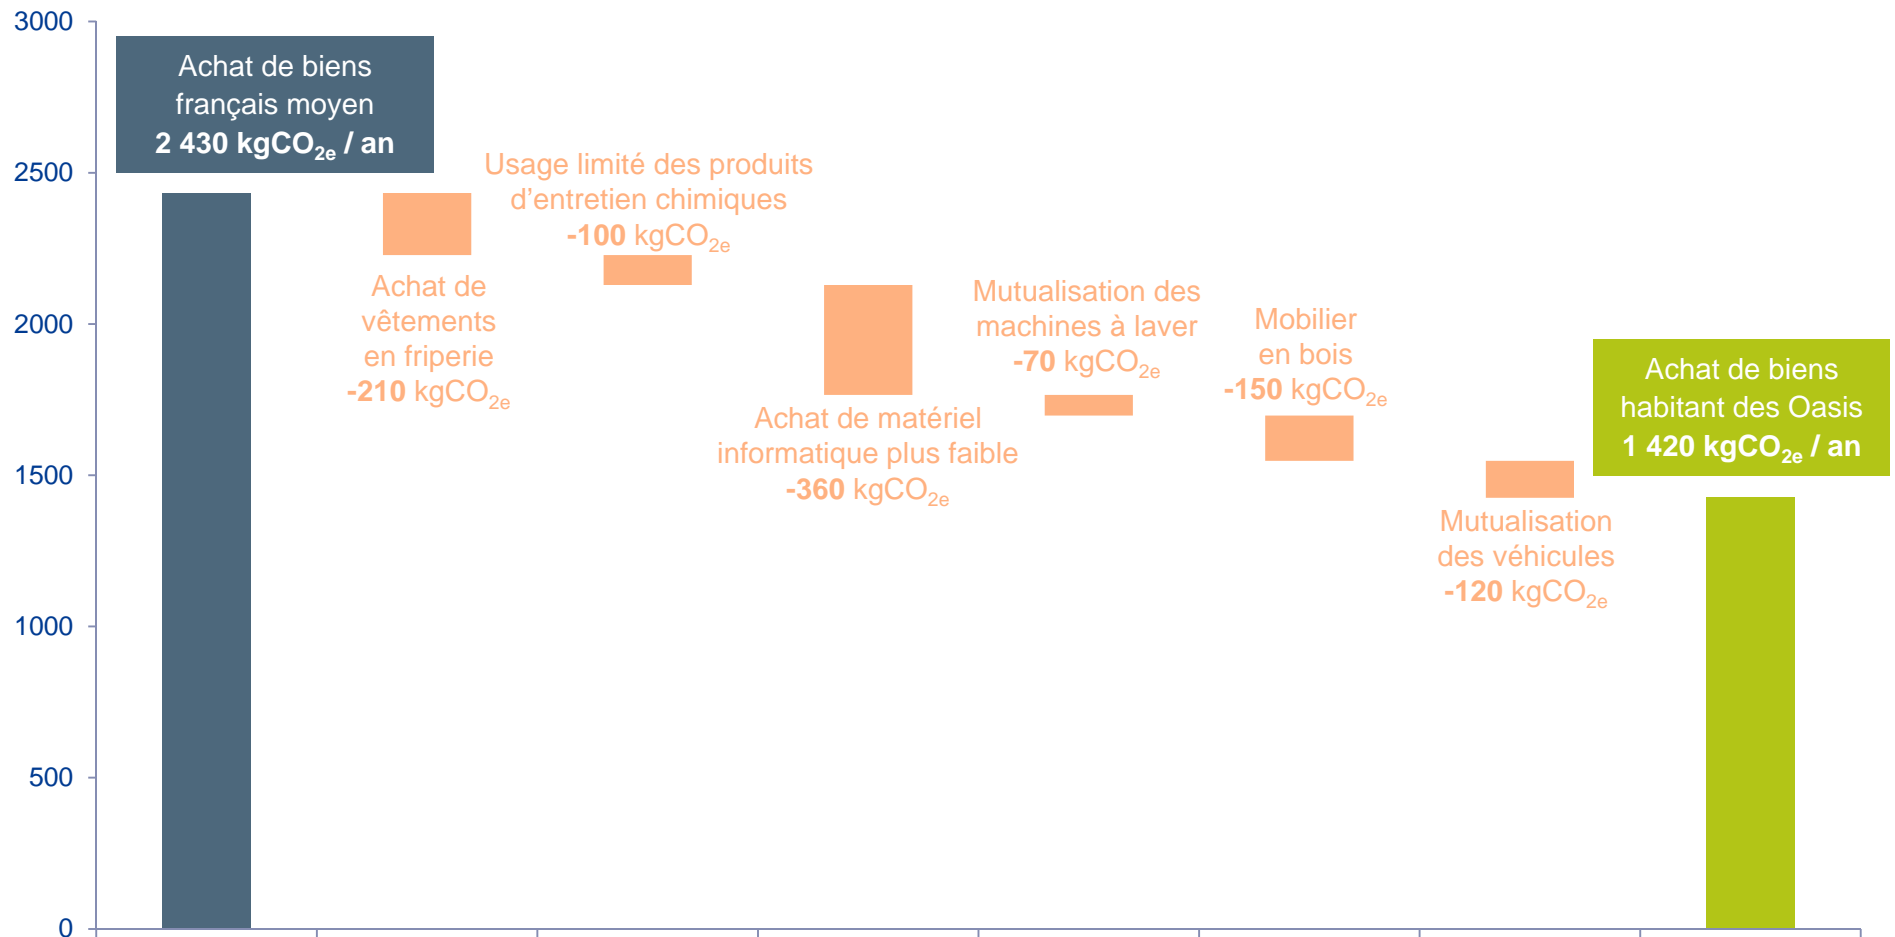 3000
2500
2000
1500
1000
500
0
Achat de biens
français moyen
2 430 kgCO2e / an
Achat de
vêtements
en friperie
-210 kgCO2e
Usage limité des produits
d’entretien chimiques
-100 kgCO2e
Achat de matériel
informatique plus faible
-360 kgCO2e
Mutualisation des
machines à laver
-70 kgCO2e
Mobilier
en bois
-150 kgCO2e
Mutualisation
des véhicules
-120 kgCO2e
Achat de biens
habitant des Oasis
1 420 kgCO2e / an